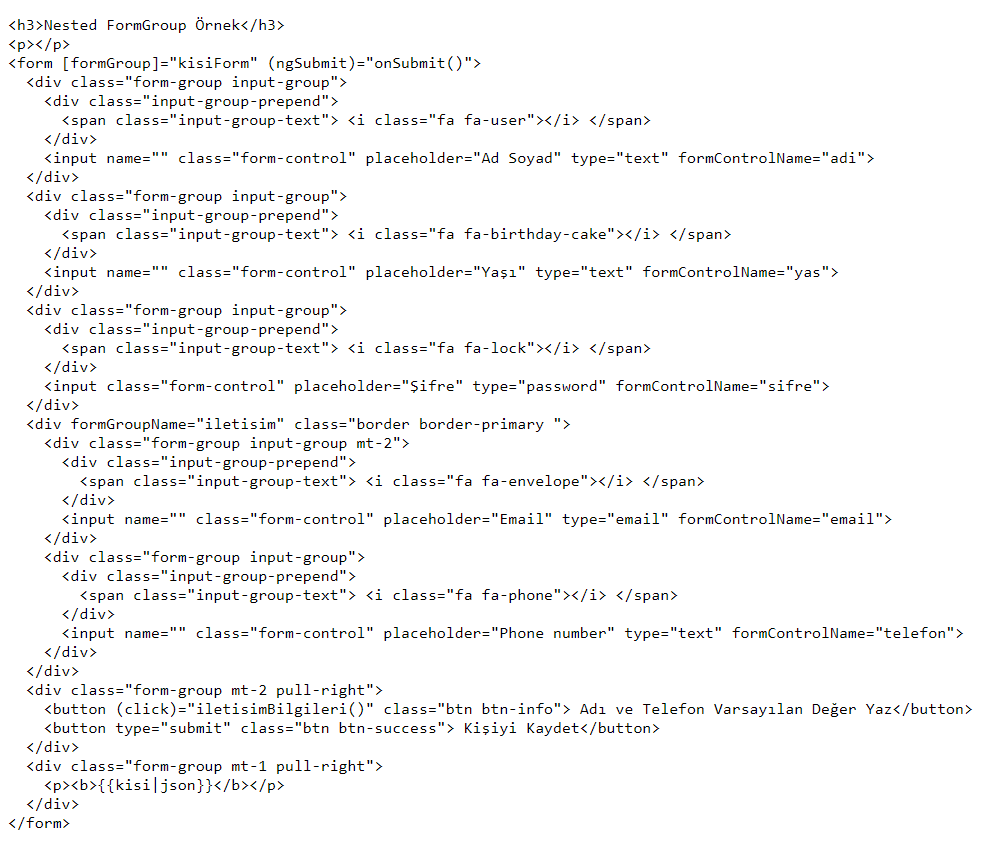 <h3>Nested FormGroup Örnek</h3>
<p></p>
<form [formGroup]="kisiForm" (ngSubmit)="onSubmit()">
  <div class="form-group input-group">
    <div class="input-group-prepend">
      <span class="input-group-text"> <i class="fa fa-user"></i> </span>
    </div>
    <input name="" class="form-control" placeholder="Ad Soyad" type="text" formControlName="adi">
  </div>
  <div class="form-group input-group">
    <div class="input-group-prepend">
      <span class="input-group-text"> <i class="fa fa-birthday-cake"></i> </span>
    </div>
    <input name="" class="form-control" placeholder="Yaşı" type="text" formControlName="yas">
  </div>
  <div class="form-group input-group">
    <div class="input-group-prepend">
      <span class="input-group-text"> <i class="fa fa-lock"></i> </span>
    </div>
    <input class="form-control" placeholder="Şifre" type="password" formControlName="sifre">
  </div>
  <div formGroupName="iletisim" class="border border-primary ">
    <div class="form-group input-group mt-2">
      <div class="input-group-prepend">
        <span class="input-group-text"> <i class="fa fa-envelope"></i> </span>
      </div>
      <input name="" class="form-control" placeholder="Email" type="email" formControlName="email">
    </div>
    <div class="form-group input-group">
      <div class="input-group-prepend">
        <span class="input-group-text"> <i class="fa fa-phone"></i> </span>
      </div>
      <input name="" class="form-control" placeholder="Phone number" type="text" formControlName="telefon">
    </div>
  </div>
  <div class="form-group mt-2 pull-right">
    <button (click)="iletisimBilgileri()" class="btn btn-info"> Adı ve Telefon Varsayılan Değer Yaz</button>
    <button type="submit" class="btn btn-success"> Kişiyi Kaydet</button>
  </div>
  <div class="form-group mt-1 pull-right">
    <p><b>{{kisi|json}}</b></p>
  </div>
</form>